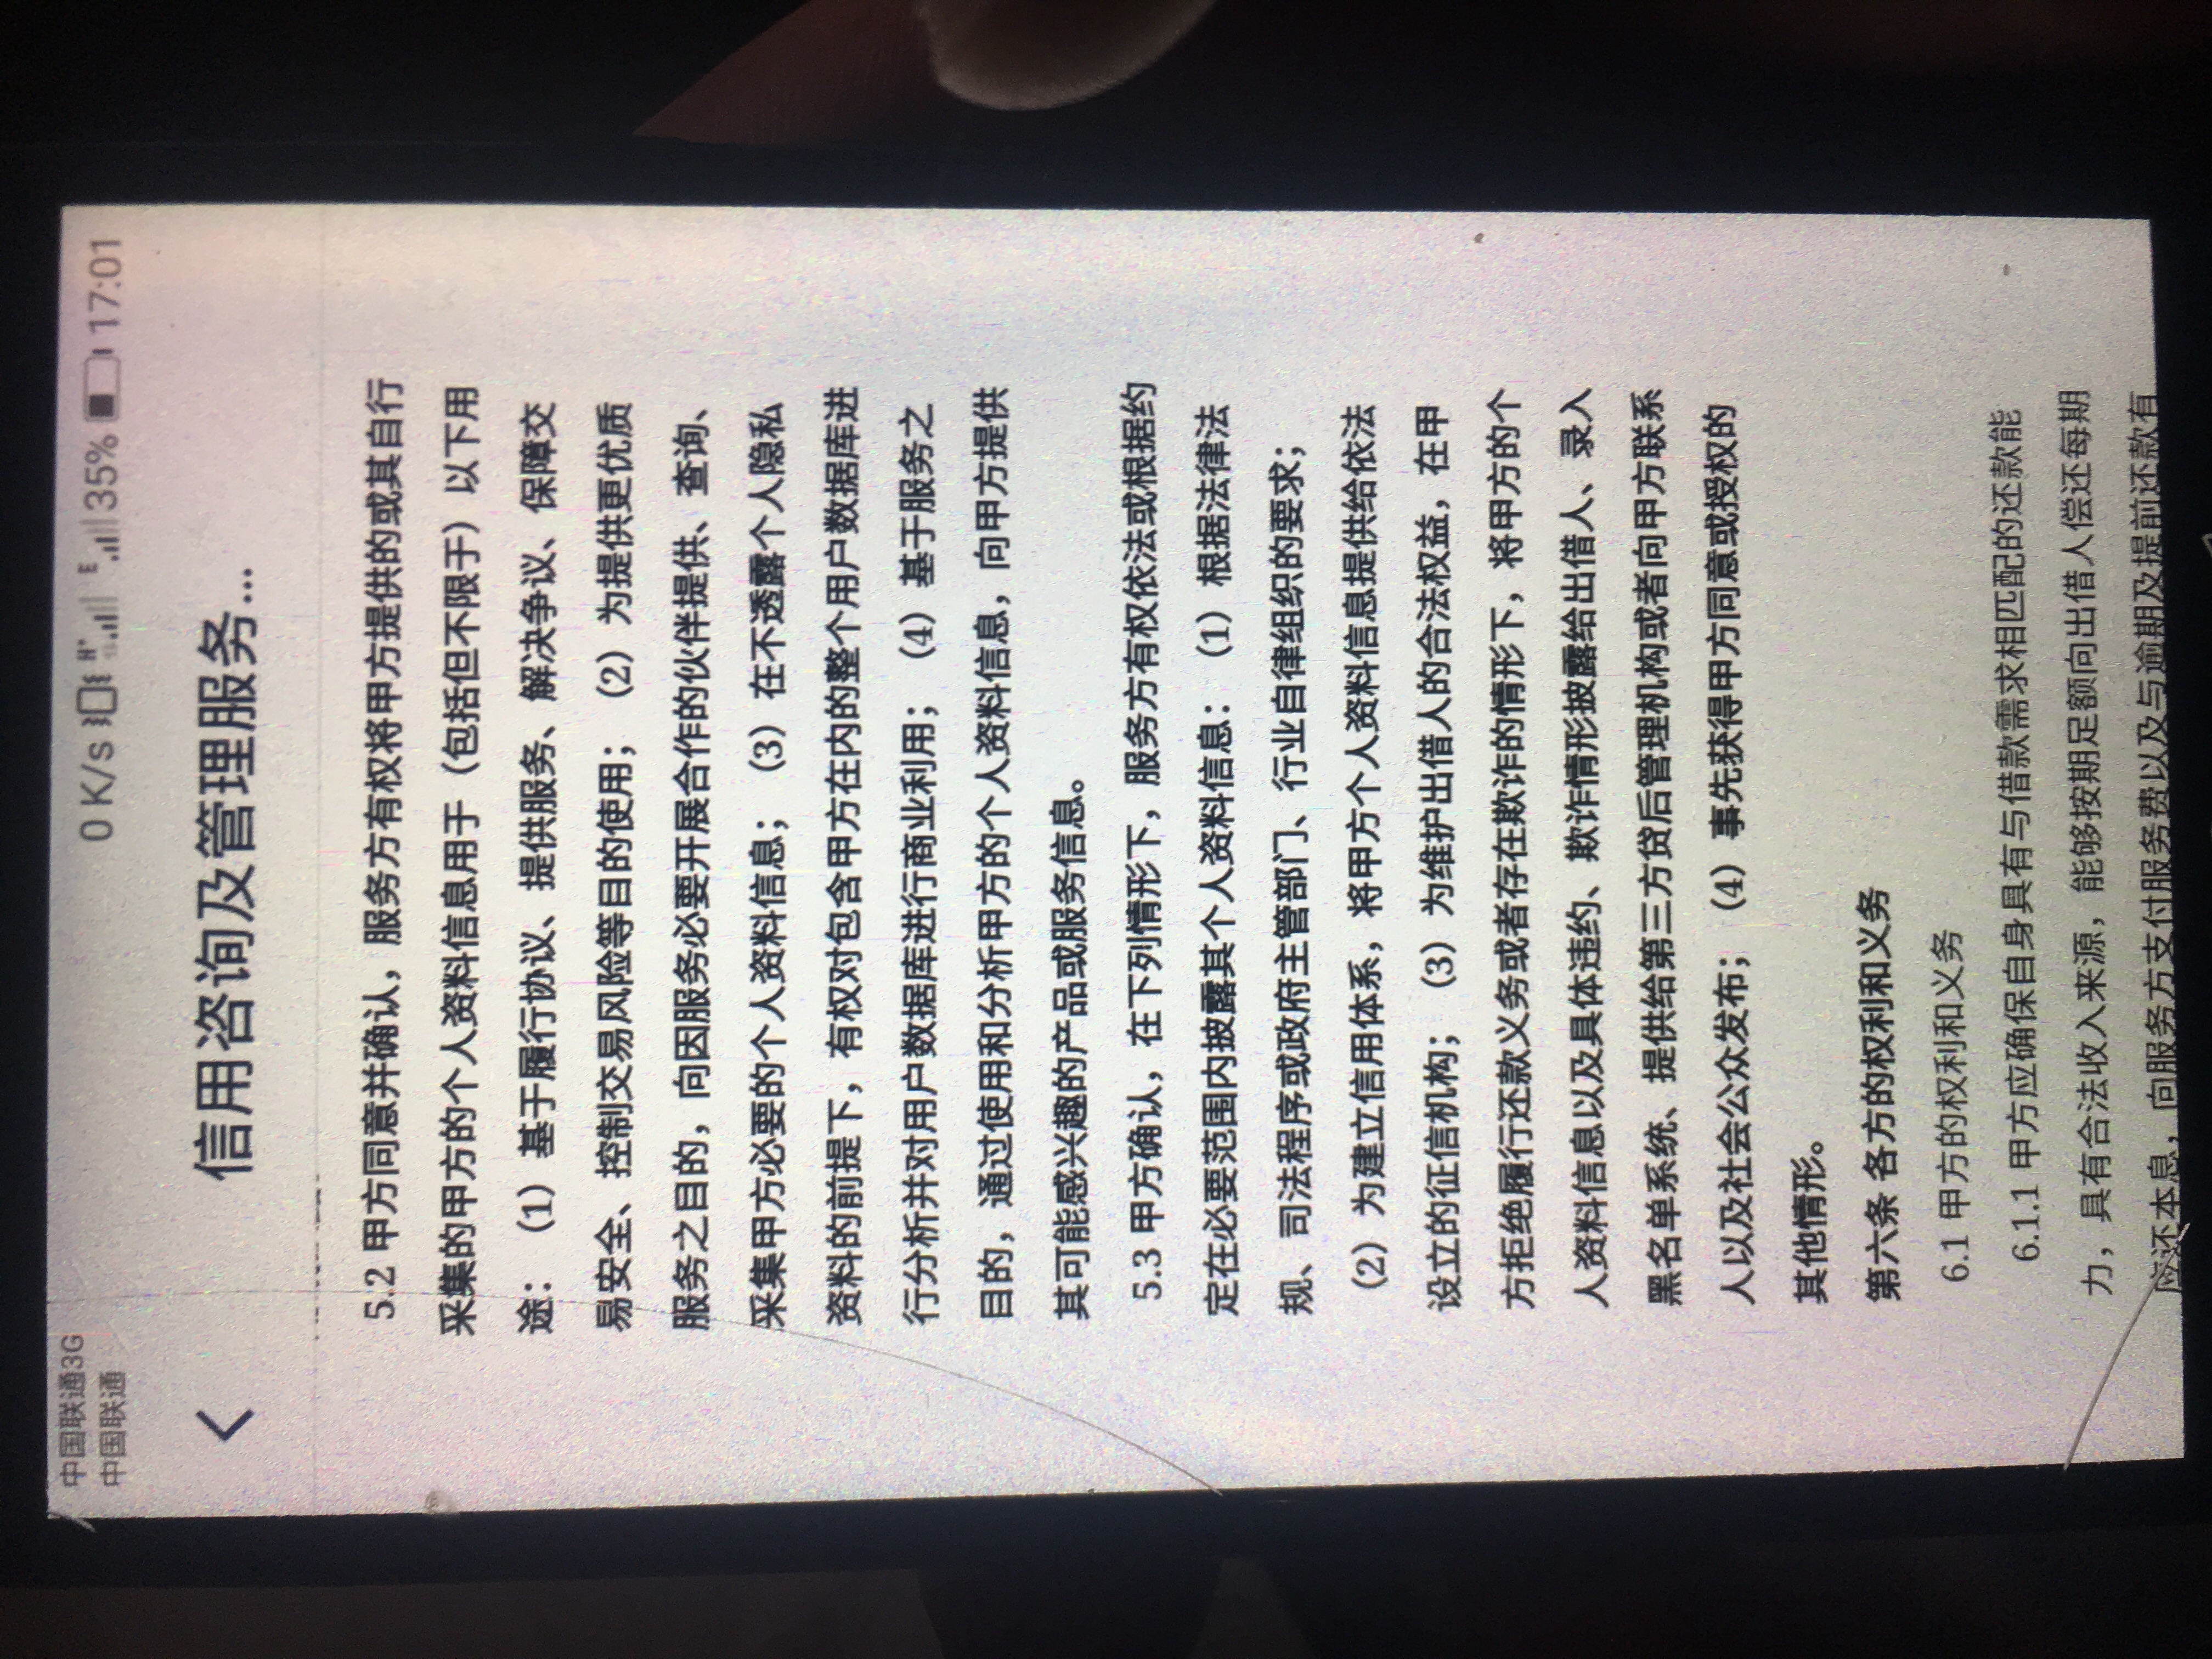 中国联通3G
中国联通
0 K/s H+ E 35% 17:01
信用咨询及管理服务...
5.2 甲方同意并确认，服务方有权将甲方提供的或其自行
采集的甲方的个人资料信息用于（包括但不限于）以下用
途：（1）基于履行协议、提供服务、解决争议、保障交
易安全、控制交易风险等目的使用；（2）为提供更优质
服务之目的，向因服务必要开展合作的伙伴提供、查询、
采集甲方必要的个人资料信息；（3）在不透露个人隐私
资料的前提下，有权对包含甲方在内的整个用户数据库进
行分析并对用户数据库进行商业利用；（4）基于服务之
目的，通过使用和分析甲方的个人资料信息，向甲方提供
其可能感兴趣的产品或服务信息。
5.3 甲方确认，在下列情形下，服务方有权依法或根据约
定在必要范围内披露其个人资料信息：（1）根据法律法
规、司法程序或政府主管部门、行业自律组织的要求；
（2）为建立信用体系，将甲方个人资料信息提供给依法
设立的征信机构；（3）为维护出借人的合法权益，在甲
方拒绝履行还款义务或者存在欺诈的情形下，将甲方的个
人资料信息以及具体违约、欺诈情形披露给出借人、录入
黑名单系统、提供给第三方贷后管理机构或者向甲方联系
人以及社会公众发布；（4）事先获得甲方同意或授权的
其他情形。
第六条 各方的权利和义务
6.1 甲方的权利和义务
6.1.1 甲方应确保自身具有与借款需求相匹配的还款能
力，具有合法收入来源，能够按期足额向出借人偿还每期
应还本息，向服务方支付服务费以及与逾期及提前还款有